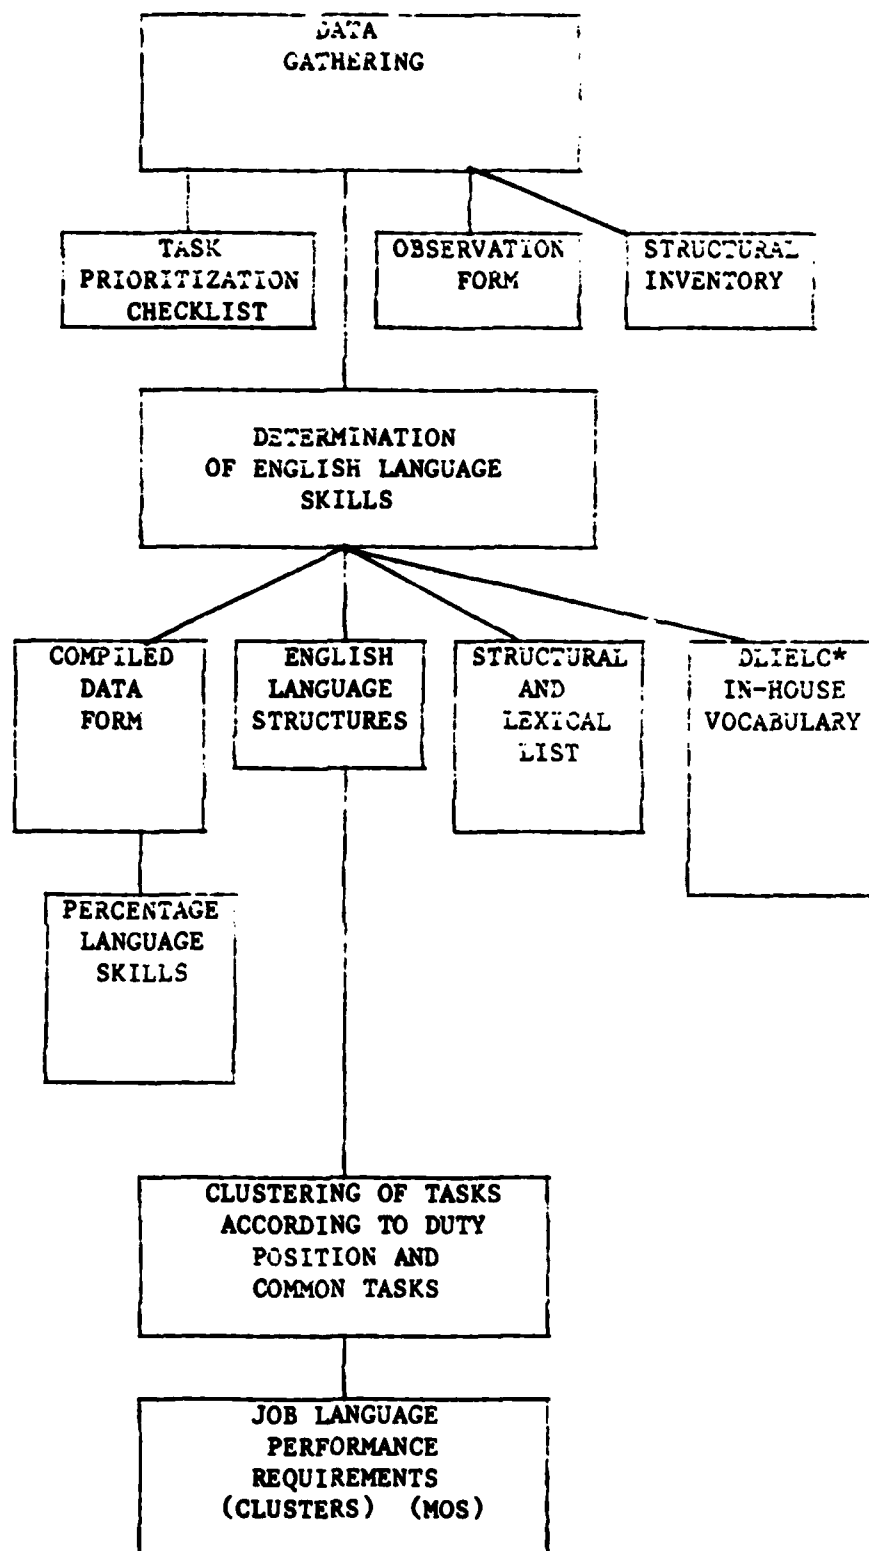 DATA
GATHERING
TASK
PRIORITIZATION
CHECKLIST
OBSERVATION
FORM
STRUCTURAL
INVENTORY
DETERMINATION
OF ENGLISH LANGUAGE
SKILLS
COMPILED
DATA
FORM
ENGLISH
LANGUAGE
STRUCTURES
STRUCTURAL
AND
LEXICAL
LIST
DLIELC*
IN-HOUSE
VOCABULARY
PERCENTAGE
LANGUAGE
SKILLS
CLUSTERING OF TASKS
ACCORDING TO DUTY
POSITION AND
COMMON TASKS
JOB LANGUAGE
PERFORMANCE
REQUIREMENTS
(CLUSTERS) (MOS)